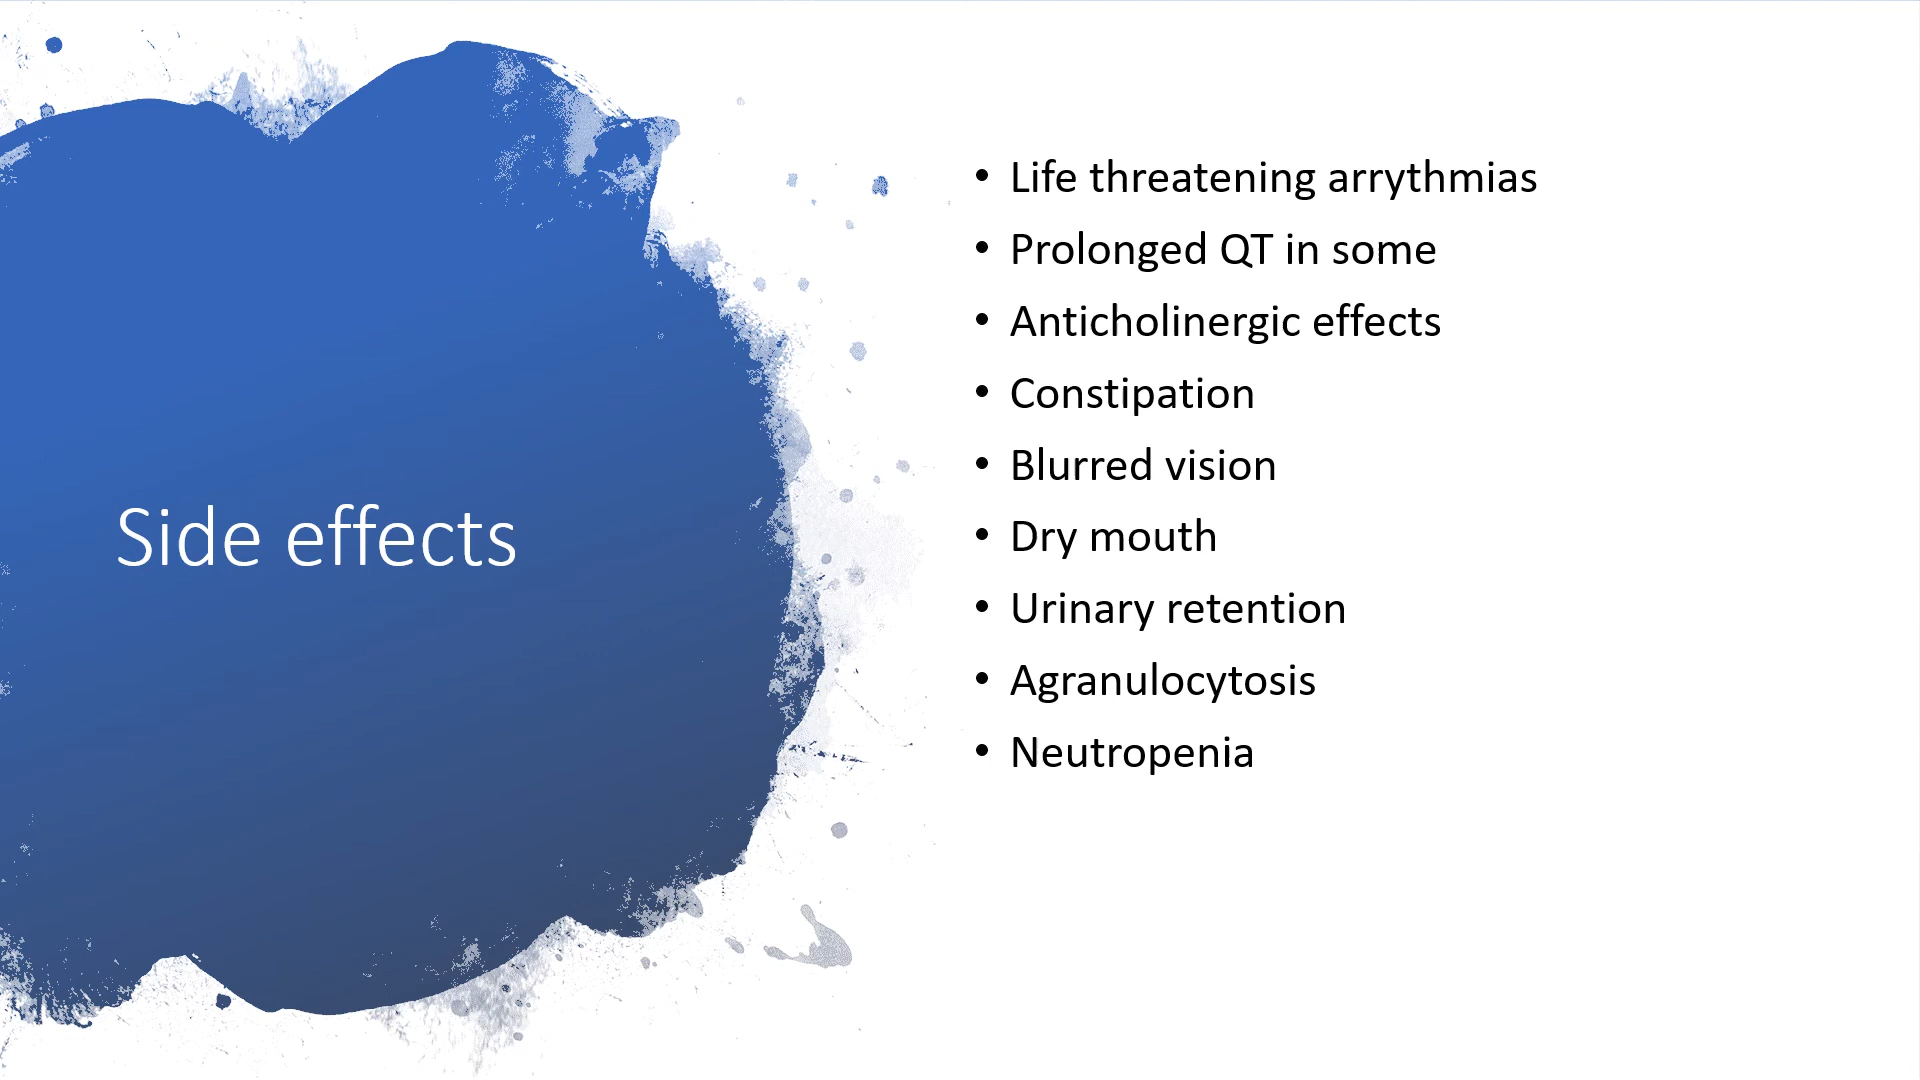 Side effects
• Life threatening arrythmias
• Prolonged QT in some
• Anticholinergic effects
• Constipation
• Blurred vision
• Dry mouth
• Urinary retention
• Agranulocytosis
• Neutropenia